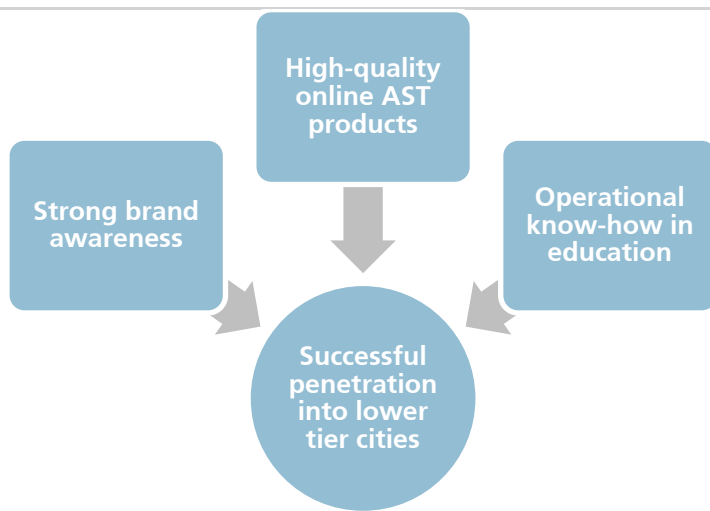 High-quality
online AST
products
Strong brand
awareness
Operational
know-how in
education
Successful
penetration
into lower
tier cities